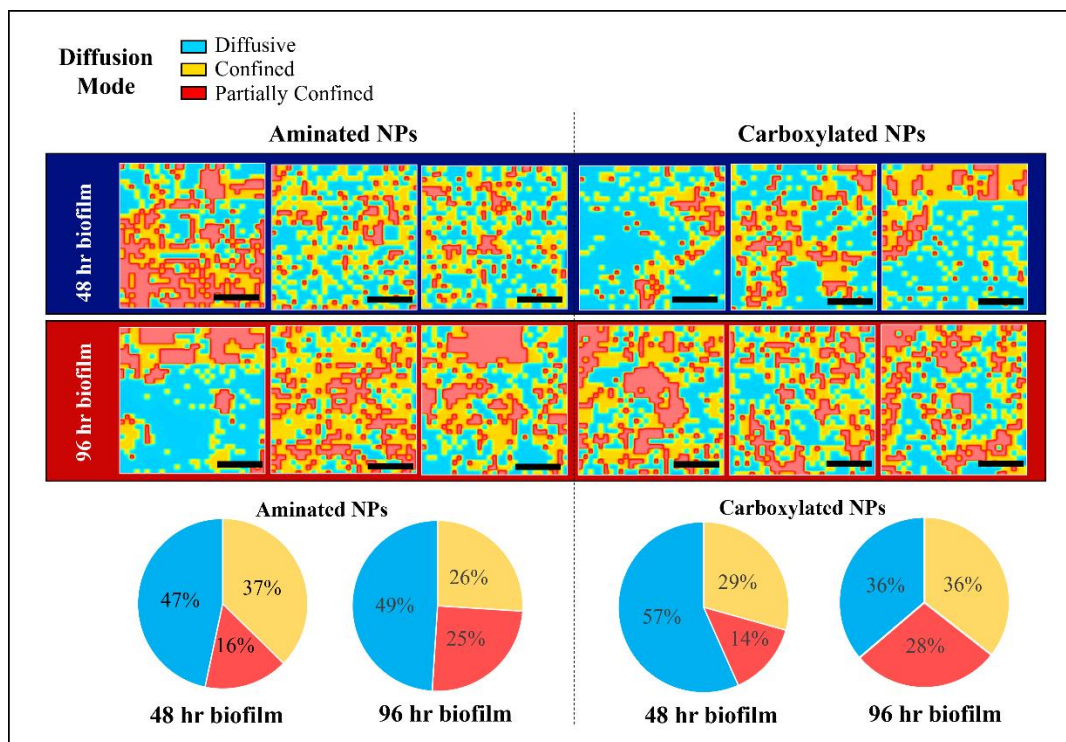 Diffusion
Mode
Diffusive
Confined
Partially Confined
Aminated NPs
Carboxylated NPs
48 hr biofilm
96 hr biofilm
Aminated NPs
Carboxylated NPs
47%
37%
16%
49%
26%
25%
57%
29%
14%
36%
36%
28%
48 hr biofilm
96 hr biofilm
48 hr biofilm
96 hr biofilm